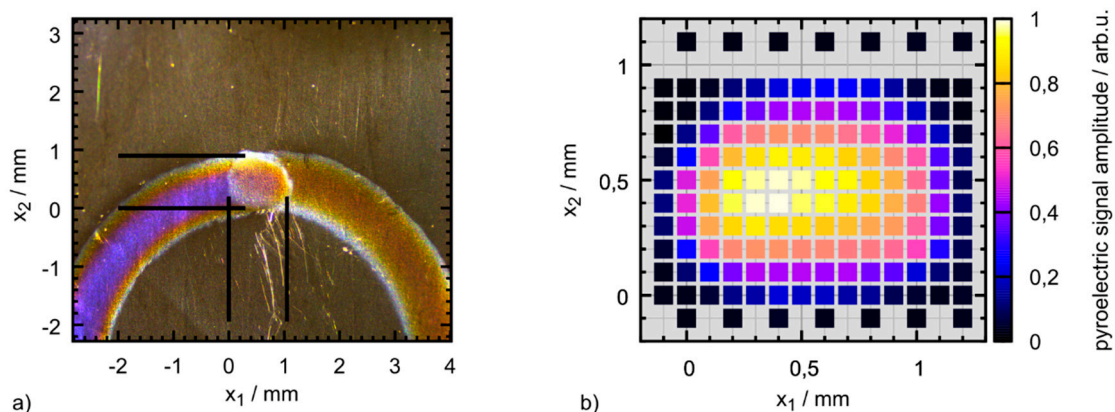 3
2
1
0
-1
-2
x2 / mm
-2 -1 0 1 2 3 4
x1 / mm
a)
1
0,5
0
x2 / mm
0 0,5 1
x1 / mm
b)
1
0,8
0,6
0,4
0,2
0
pyroelectric signal amplitude / arb.u.